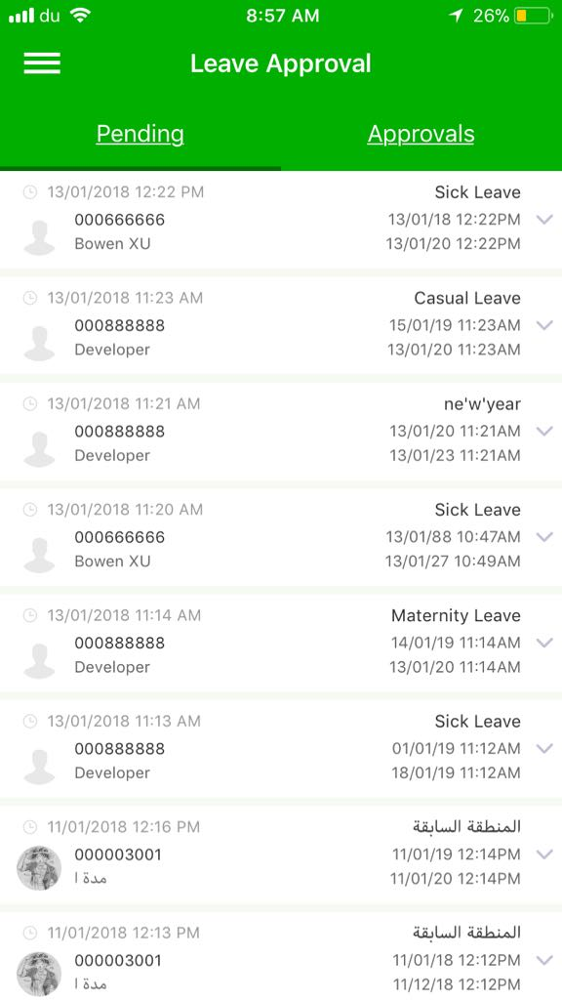 du 8:57 AM 26%
Leave Approval
Pending Approvals
13/01/2018 12:22 PM Sick Leave
000666666 13/01/18 12:22PM
Bowen XU 13/01/20 12:22PM
13/01/2018 11:23 AM Casual Leave
000888888 15/01/19 11:23AM
Developer 13/01/20 11:23AM
13/01/2018 11:21 AM ne'w'year
000888888 13/01/20 11:21AM
Developer 13/01/23 11:21AM
13/01/2018 11:20 AM Sick Leave
000666666 13/01/88 10:47AM
Bowen XU 13/01/27 10:49AM
13/01/2018 11:14 AM Maternity Leave
000888888 14/01/19 11:14AM
Developer 13/01/20 11:14AM
13/01/2018 11:13 AM Sick Leave
000888888 01/01/19 11:12AM
Developer 18/01/19 11:12AM
11/01/2018 12:16 PM المنطقة السابقة
000003001 11/01/19 12:14PM
مدة ا 11/01/20 12:14PM
11/01/2018 12:13 PM المنطقة السابقة
000003001 11/01/18 12:12PM
مدة ا 11/12/18 12:12PM